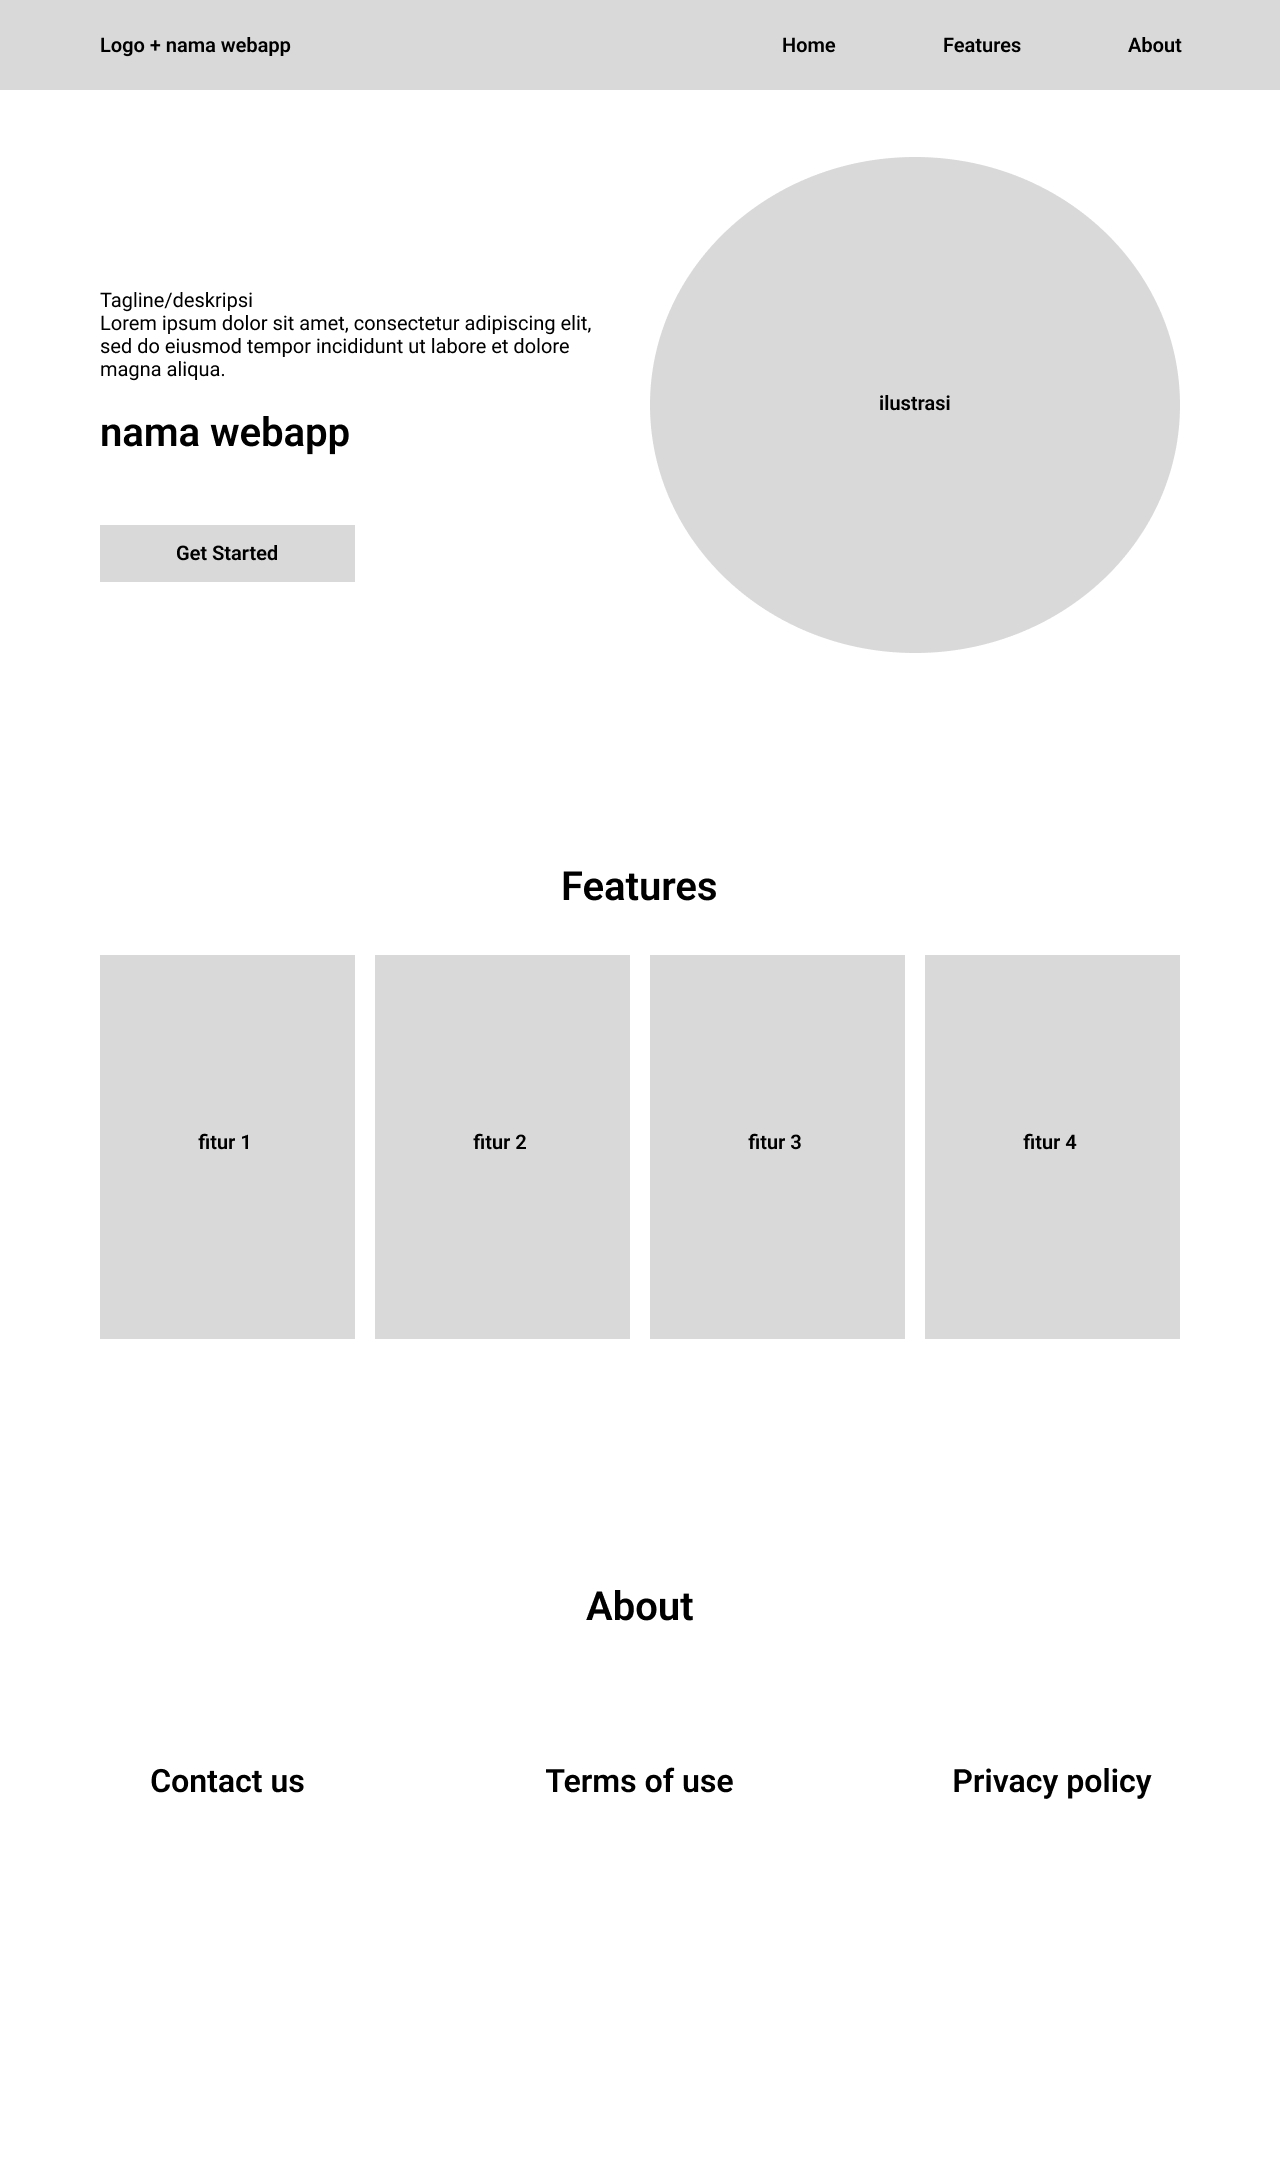 Logo + nama webapp
Home
Features
About
Tagline/deskripsi
Lorem ipsum dolor sit amet, consectetur adipiscing elit,
sed do eiusmod tempor incididunt ut labore et dolore
magna aliqua.
nama webapp
Get Started
ilustrasi
Features
fitur 1
fitur 2
fitur 3
fitur 4
About
Contact us
Terms of use
Privacy policy